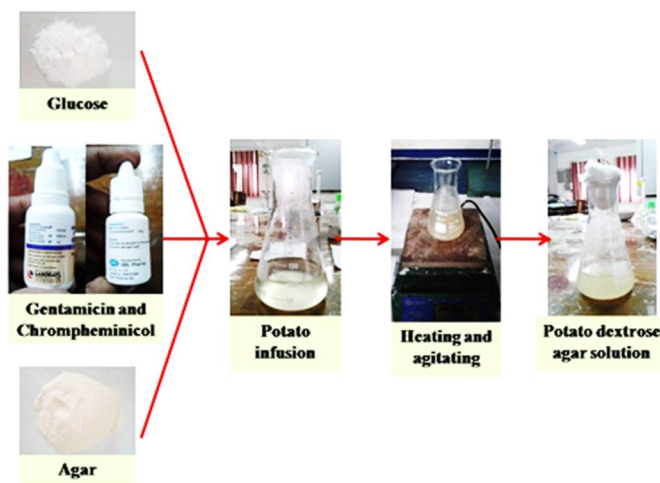 Glucose
Gentamicin and
Chrompheminicol
Agar
Potato
infusion
Heating and
agitating
Potato dextrose
agar solution